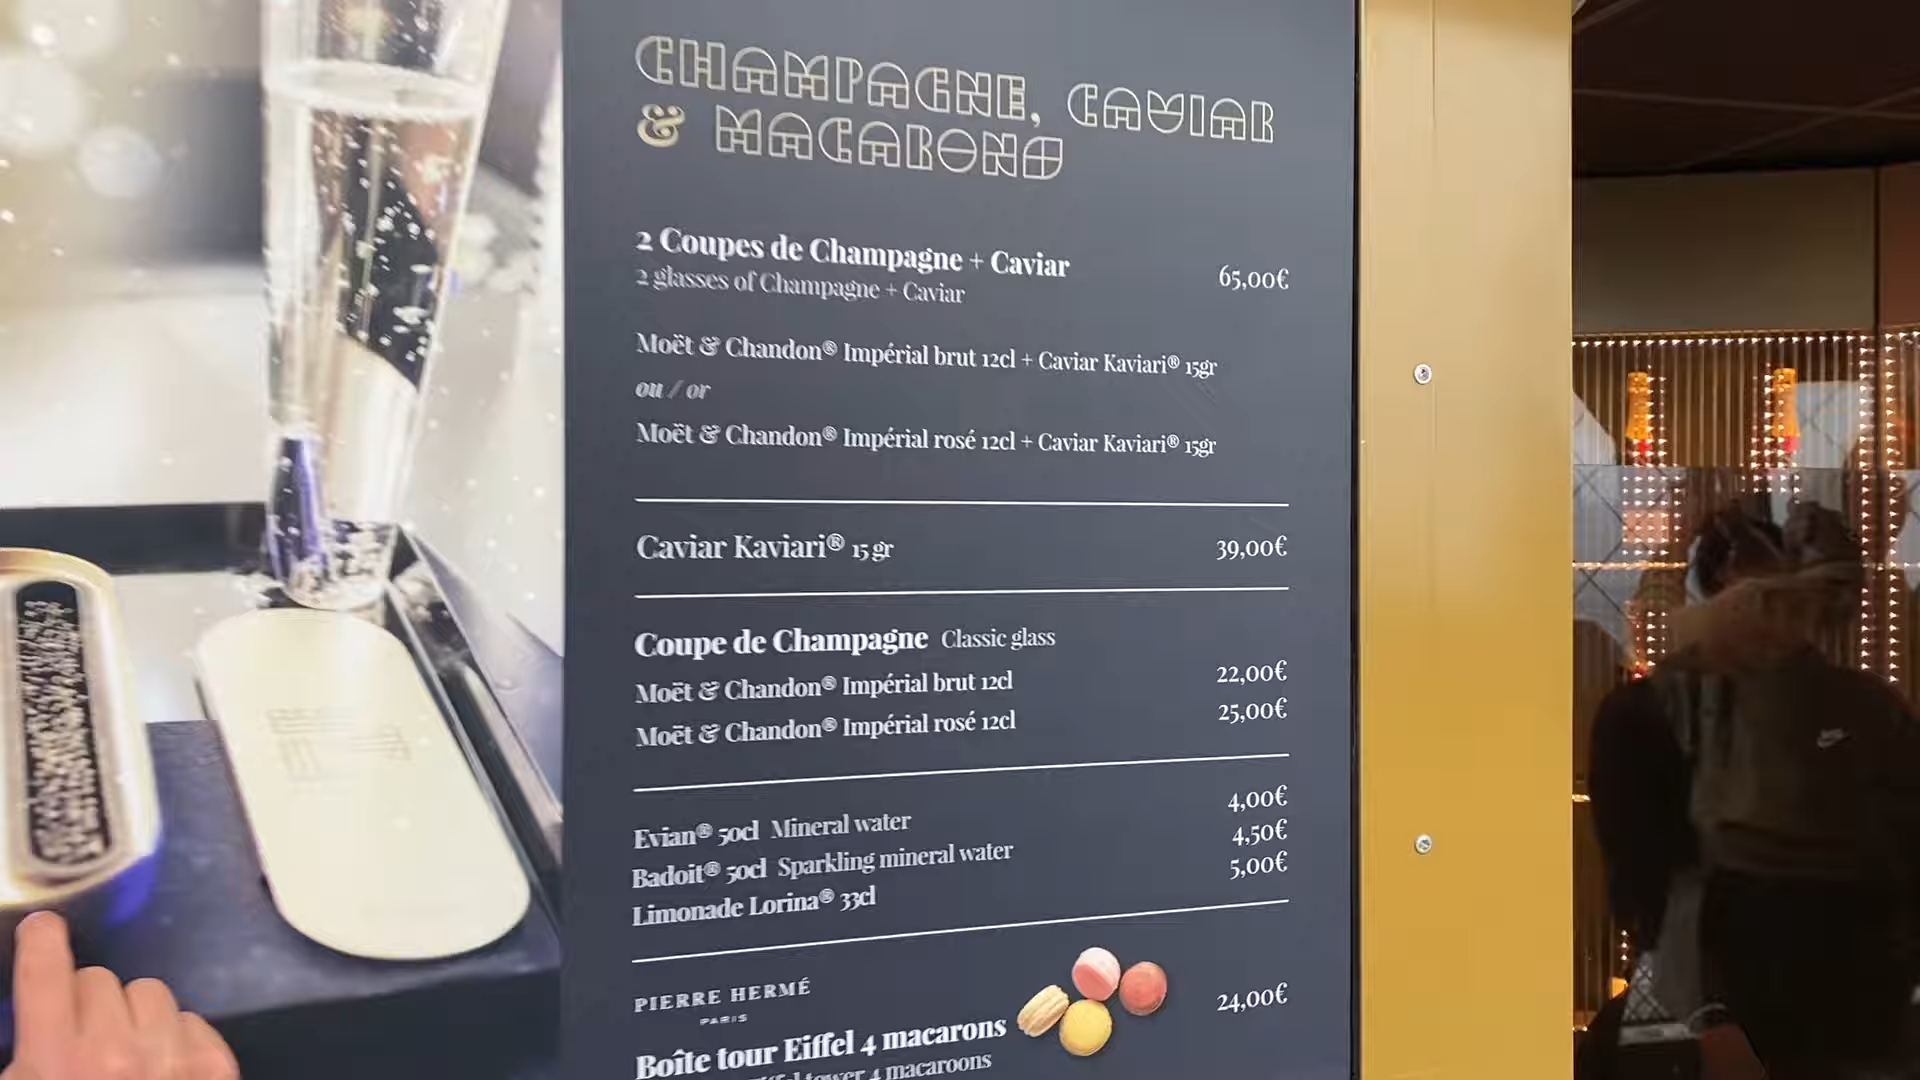 CHAMPAGNE, CAVIAR
& MACARONS
2 Coupes de Champagne + Caviar 65,00€
2 glasses of Champagne + Caviar
Moët & Chandon® Impérial brut 12cl + Caviar Kaviari® 15gr
ou / or
Moët & Chandon® Impérial rosé 12cl + Caviar Kaviari® 15gr
Caviar Kaviari® 15 gr 39,00€
Coupe de Champagne Classic glass
Moët & Chandon® Impérial brut 12cl 22,00€
Moët & Chandon® Impérial rosé 12cl 25,00€
Evian® 50cl Mineral water 4,00€
Badoit® 50cl Sparkling mineral water 4,50€
Limonade Lorina® 33cl 5,00€
PIERRE HERMÉ
PARIS
Boîte tour Eiffel 4 macarons 24,00€
tower 4 macaroons